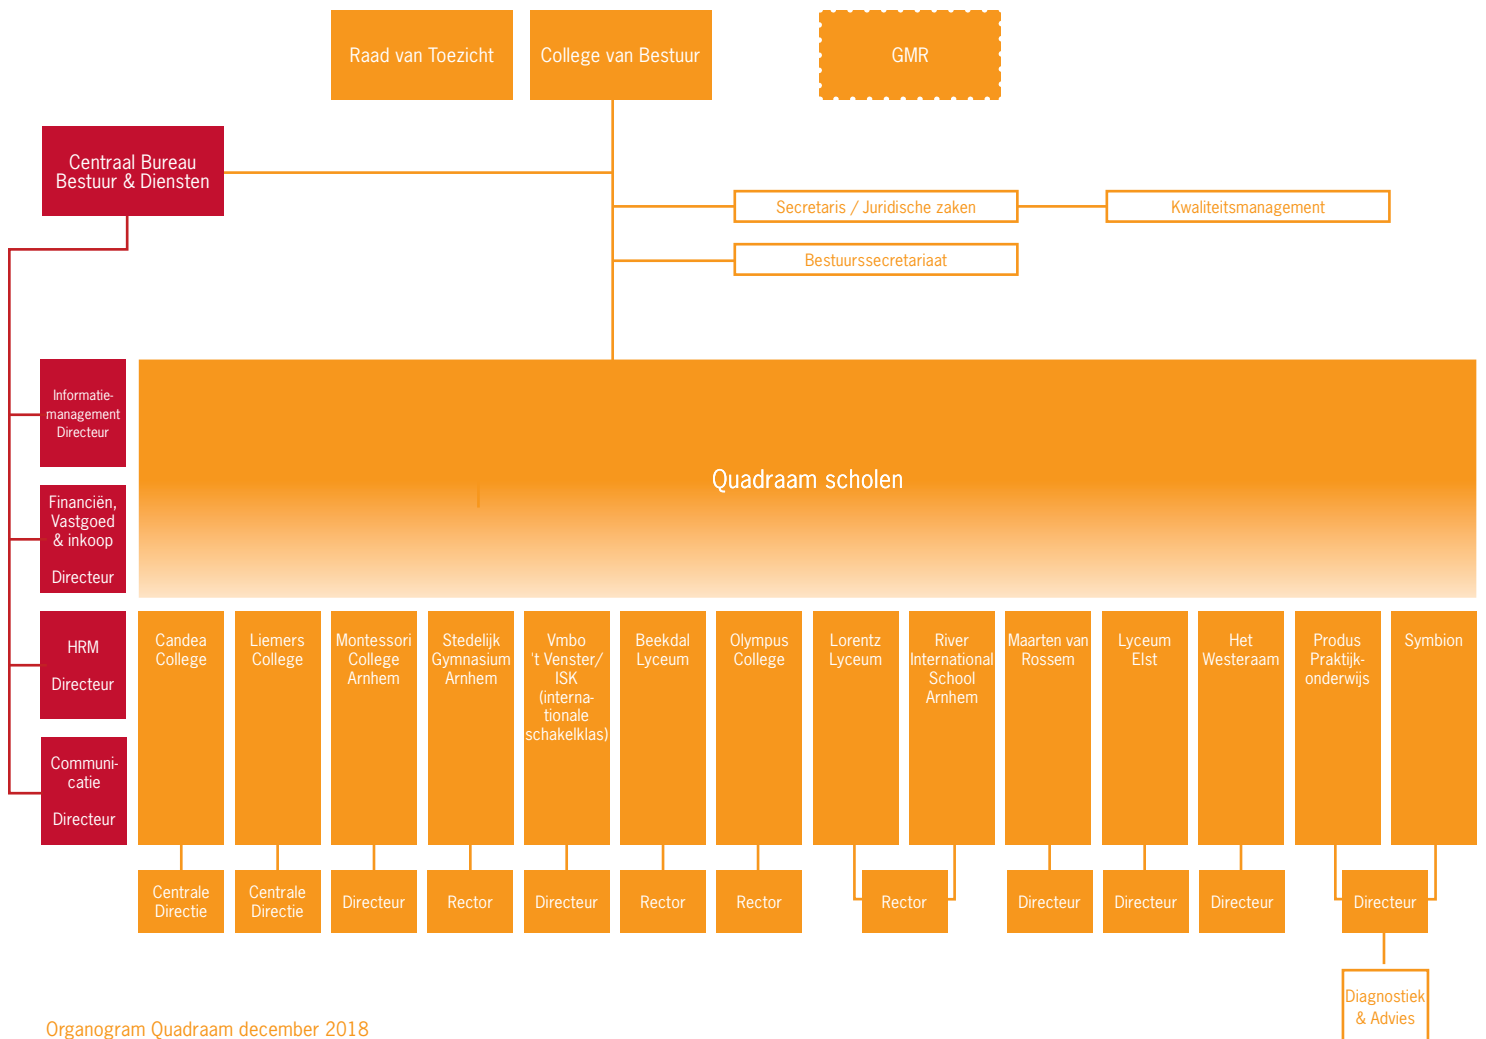 Raad van Toezicht
College van Bestuur
GMR
Centraal Bureau
Bestuur & Diensten
Secretaris / Juridische zaken
Kwaliteitsmanagement
Bestuurssecretariaat
Informatie-
management
Directeur
Quadraam scholen
Financiën,
Vastgoed
& inkoop
Directeur
HRM
Directeur
Communi-
catie
Directeur
Candea
College
Liemers
College
Montessori
College
Arnhem
Stedelijk
Gymnasium
Arnhem
Vmbo
't Venster/
ISK
(interna-
tionale
schakelklas)
Beekdal
Lyceum
Olympus
College
Lorentz
Lyceum
River
International
School
Arnhem
Maarten van
Rossem
Lyceum
Elst
Het
Westeraam
Produs
Praktijk-
onderwijs
Symbion
Centrale
Directie
Centrale
Directie
Directeur
Rector
Directeur
Rector
Rector
Rector
Directeur
Directeur
Directeur
Directeur
Diagnostiek
& Advies
Organogram Quadraam december 2018